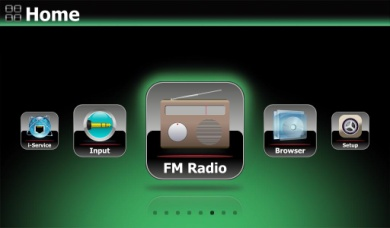 Home
i-Service
Input
FM Radio
Browser
Setup